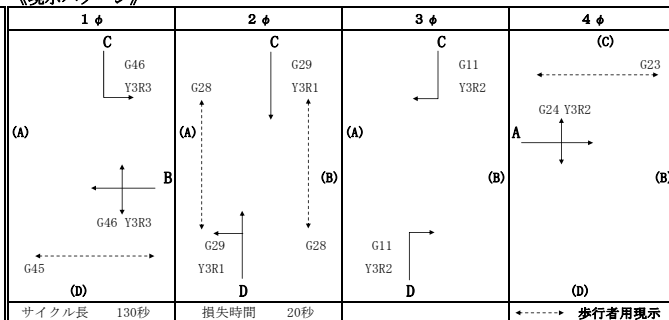 《現示パターン》
1φ 2φ 3φ 4φ
C C C (C)
G46 G29 G11 G23
Y3R3 G28 Y3R1 Y3R2
G24 Y3R2
(A) (A) (A) A
B (B) (B) (B)
G46 Y3R3
G29 G28 G11
G45 Y3R1 Y3R2
(D) D D (D)
サイクル長 130秒 損失時間 20秒 歩行者用現示